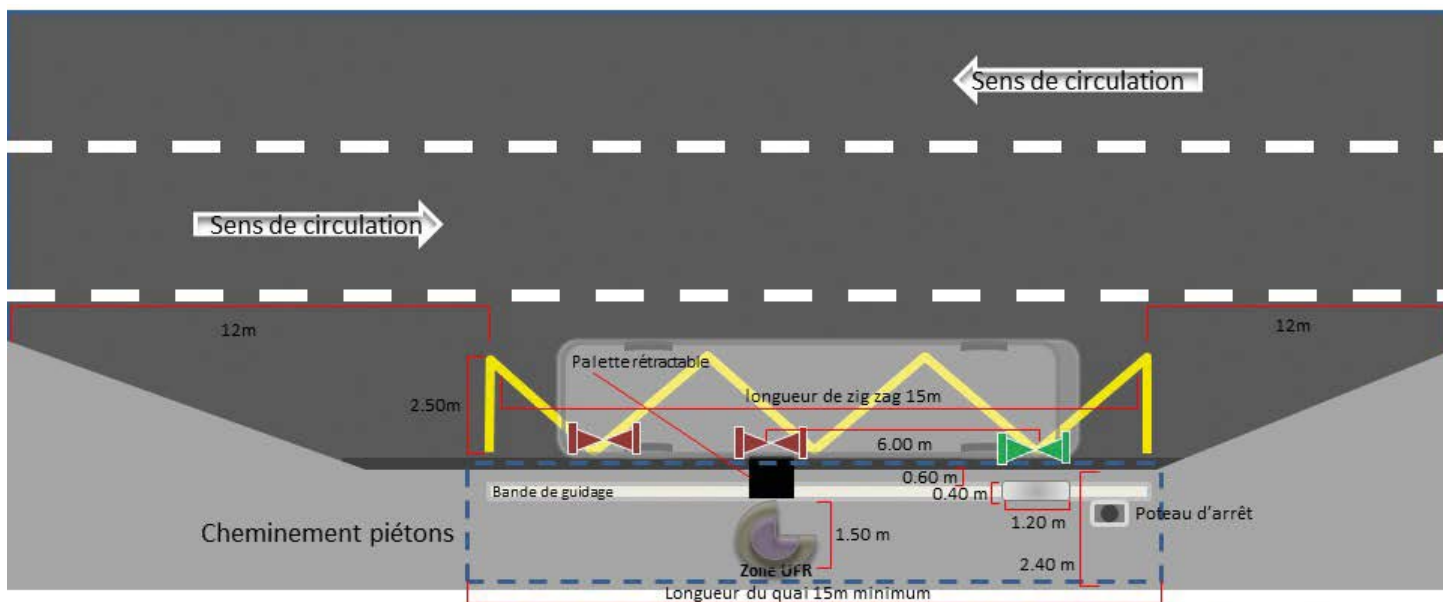 Sens de circulation
Sens de circulation
12m
12m
Palette rétractable
2.50m
longueur de zig zag 15m
6.00 m
0.60 m
Bande de guidage
0.40 m
1.20 m
Poteau d’arrêt
Cheminement piétons
1.50 m
2.40 m
Zone UFR
Longueur du quai 15m minimum